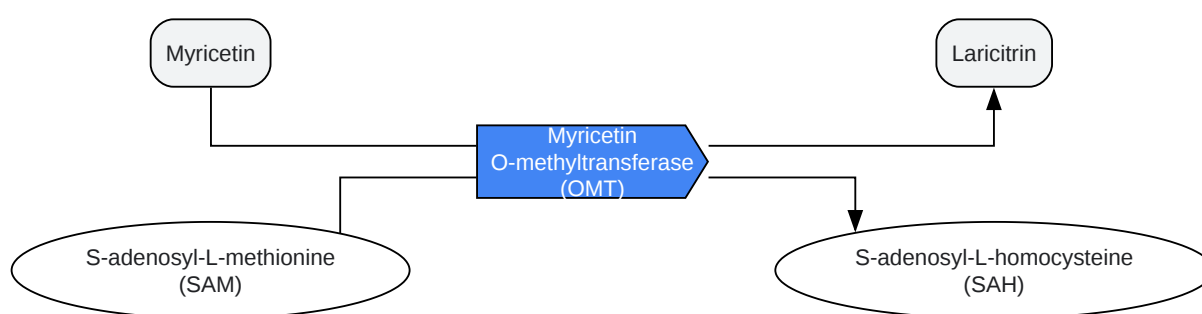 Myricetin
Laricitrin
Myricetin
O-methyltransferase
(OMT)
S-adenosyl-L-methionine
(SAM)
S-adenosyl-L-homocysteine
(SAH)